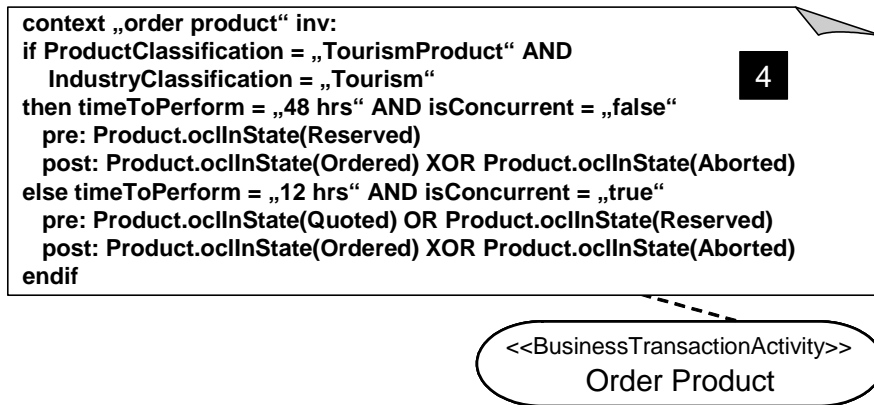 context „order product“ inv:
if ProductClassification = „TourismProduct“ AND
IndustryClassification = „Tourism“
4
then timeToPerform = „48 hrs“ AND isConcurrent = „false“
pre: Product.oclInState(Reserved)
post: Product.oclInState(Ordered) XOR Product.oclInState(Aborted)
else timeToPerform = „12 hrs“ AND isConcurrent = „true“
pre: Product.oclInState(Quoted) OR Product.oclInState(Reserved)
post: Product.oclInState(Ordered) XOR Product.oclInState(Aborted)
endif
<<BusinessTransactionActivity>>
Order Product